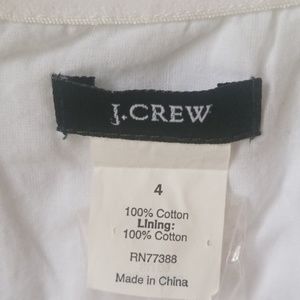 J.CREW
4
100% Cotton
Lining:
100% Cotton
RN77388
Made in China